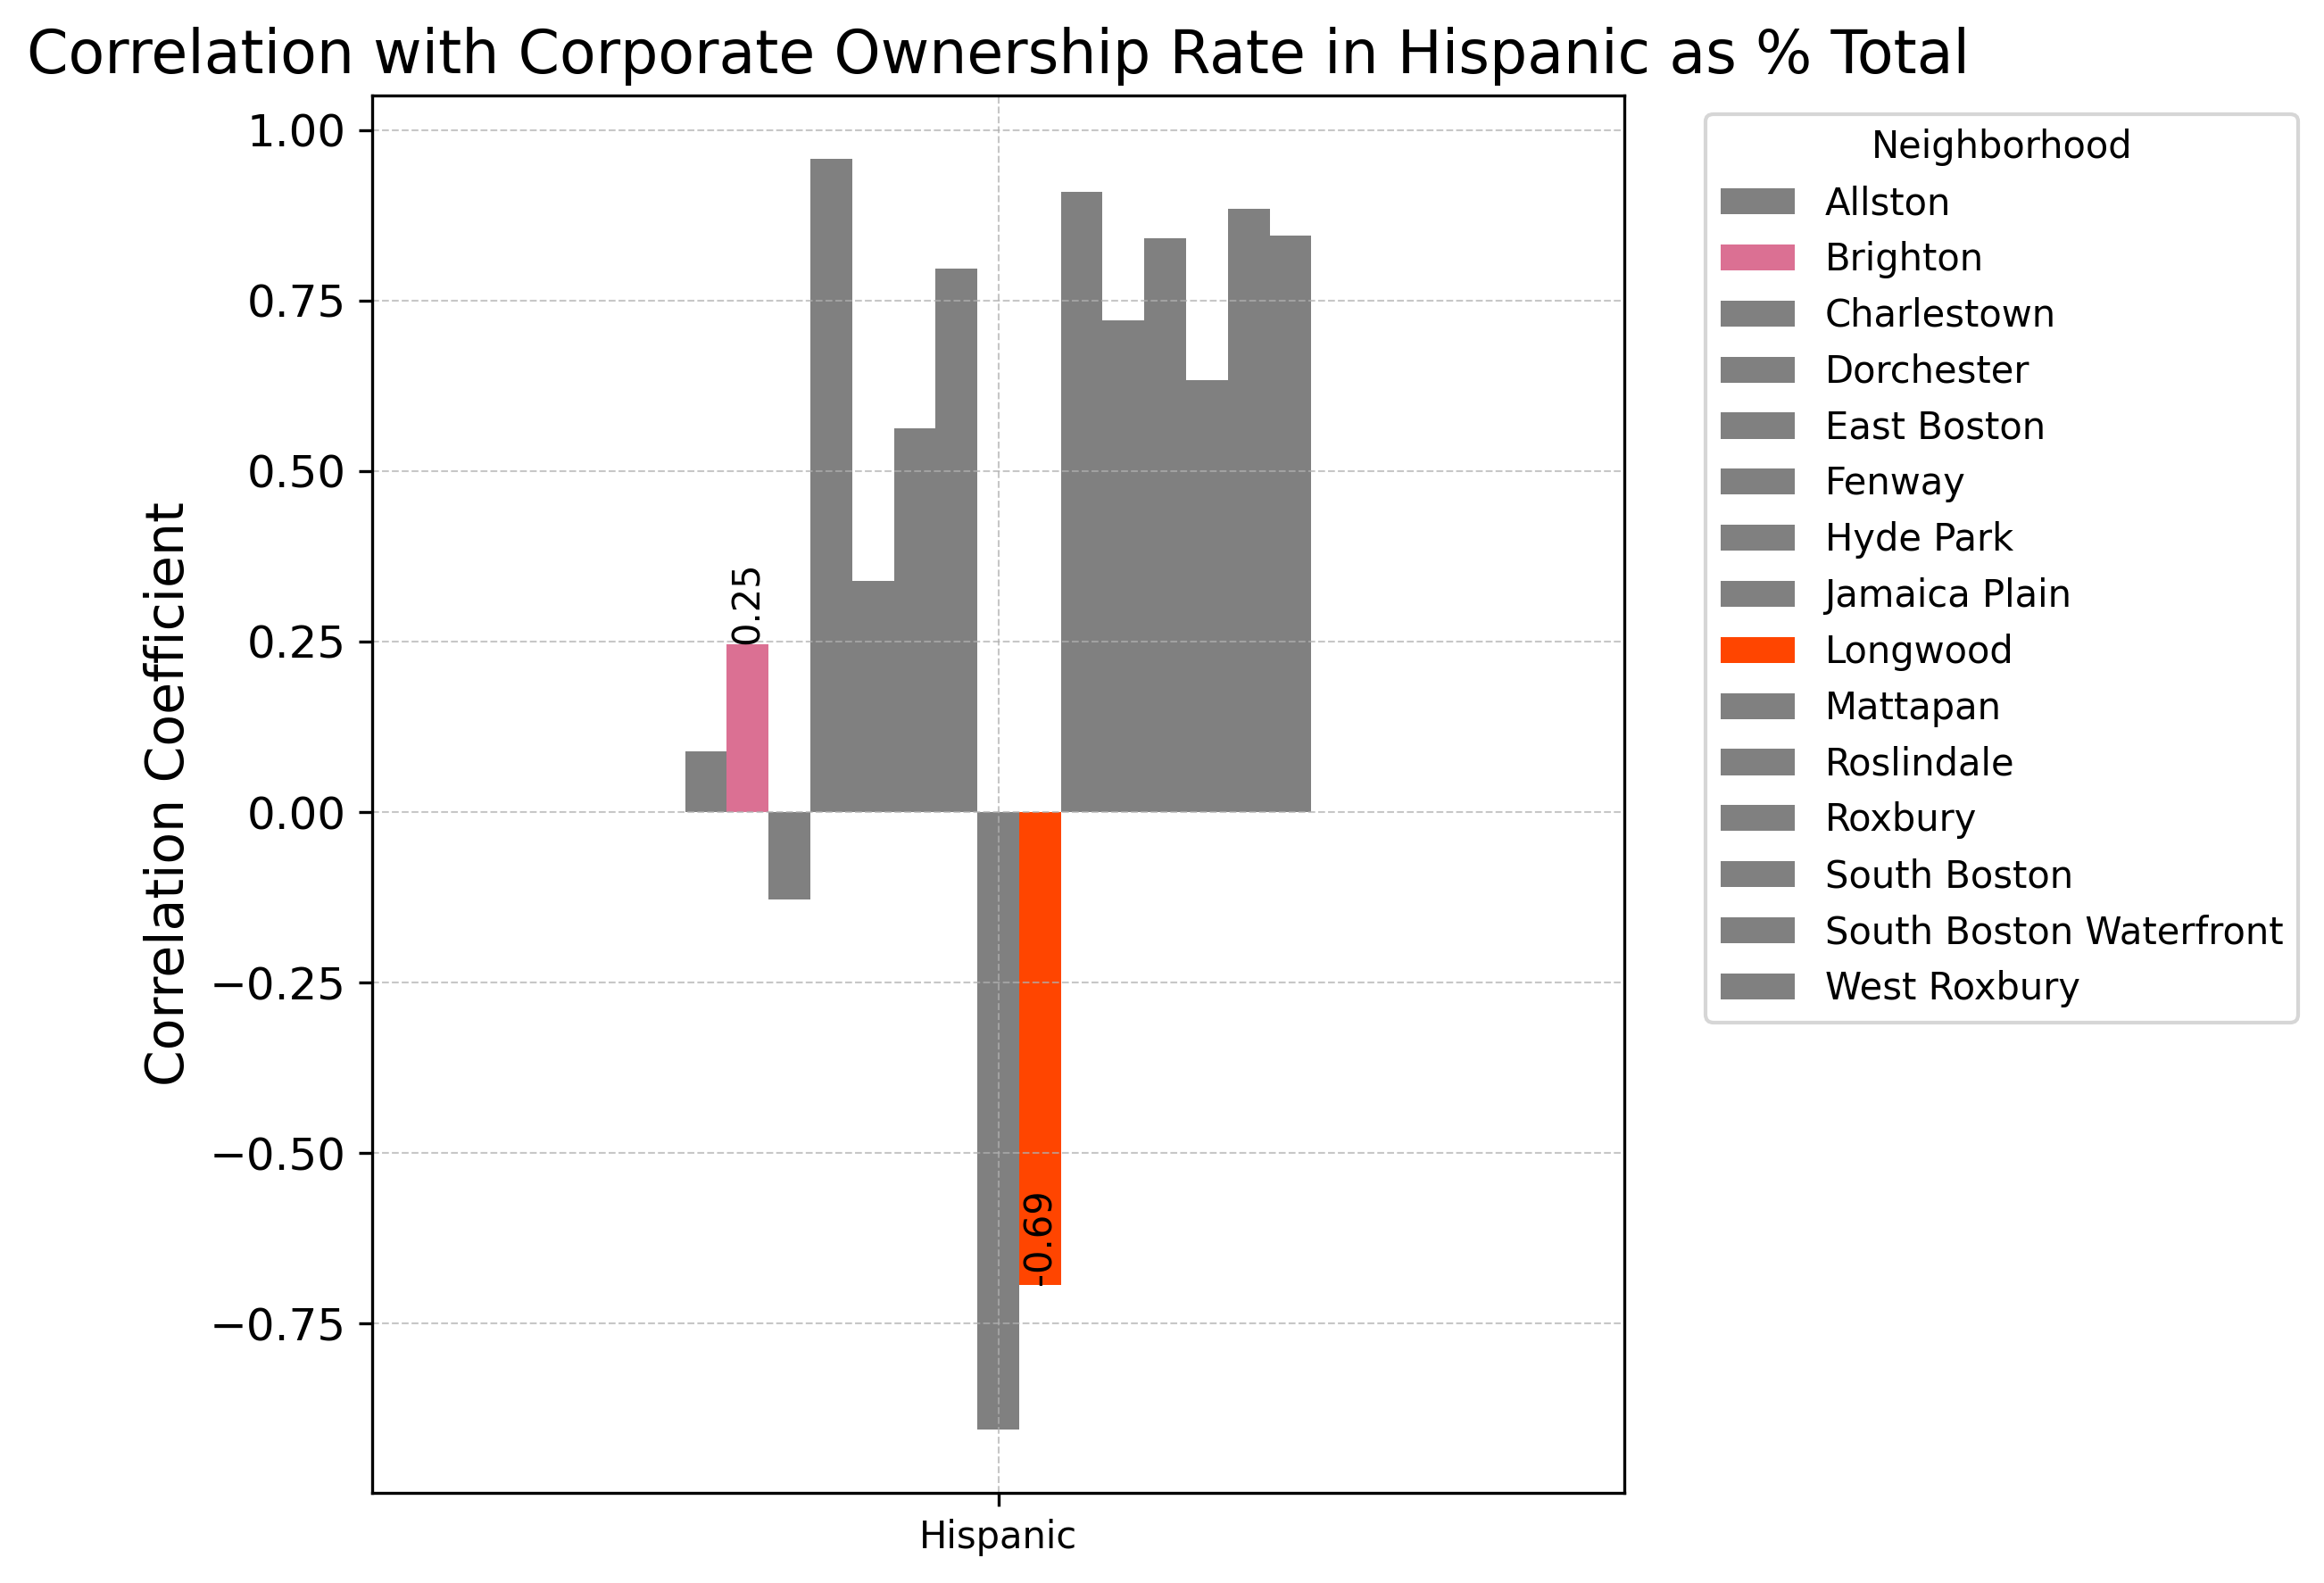 Correlation with Corporate Ownership Rate in Hispanic as % Total
Correlation Coefficient
1.00
0.75
0.50
0.25
0.00
−0.25
−0.50
−0.75
0.25
-0.69
Hispanic
Neighborhood
Allston
Brighton
Charlestown
Dorchester
East Boston
Fenway
Hyde Park
Jamaica Plain
Longwood
Mattapan
Roslindale
Roxbury
South Boston
South Boston Waterfront
West Roxbury